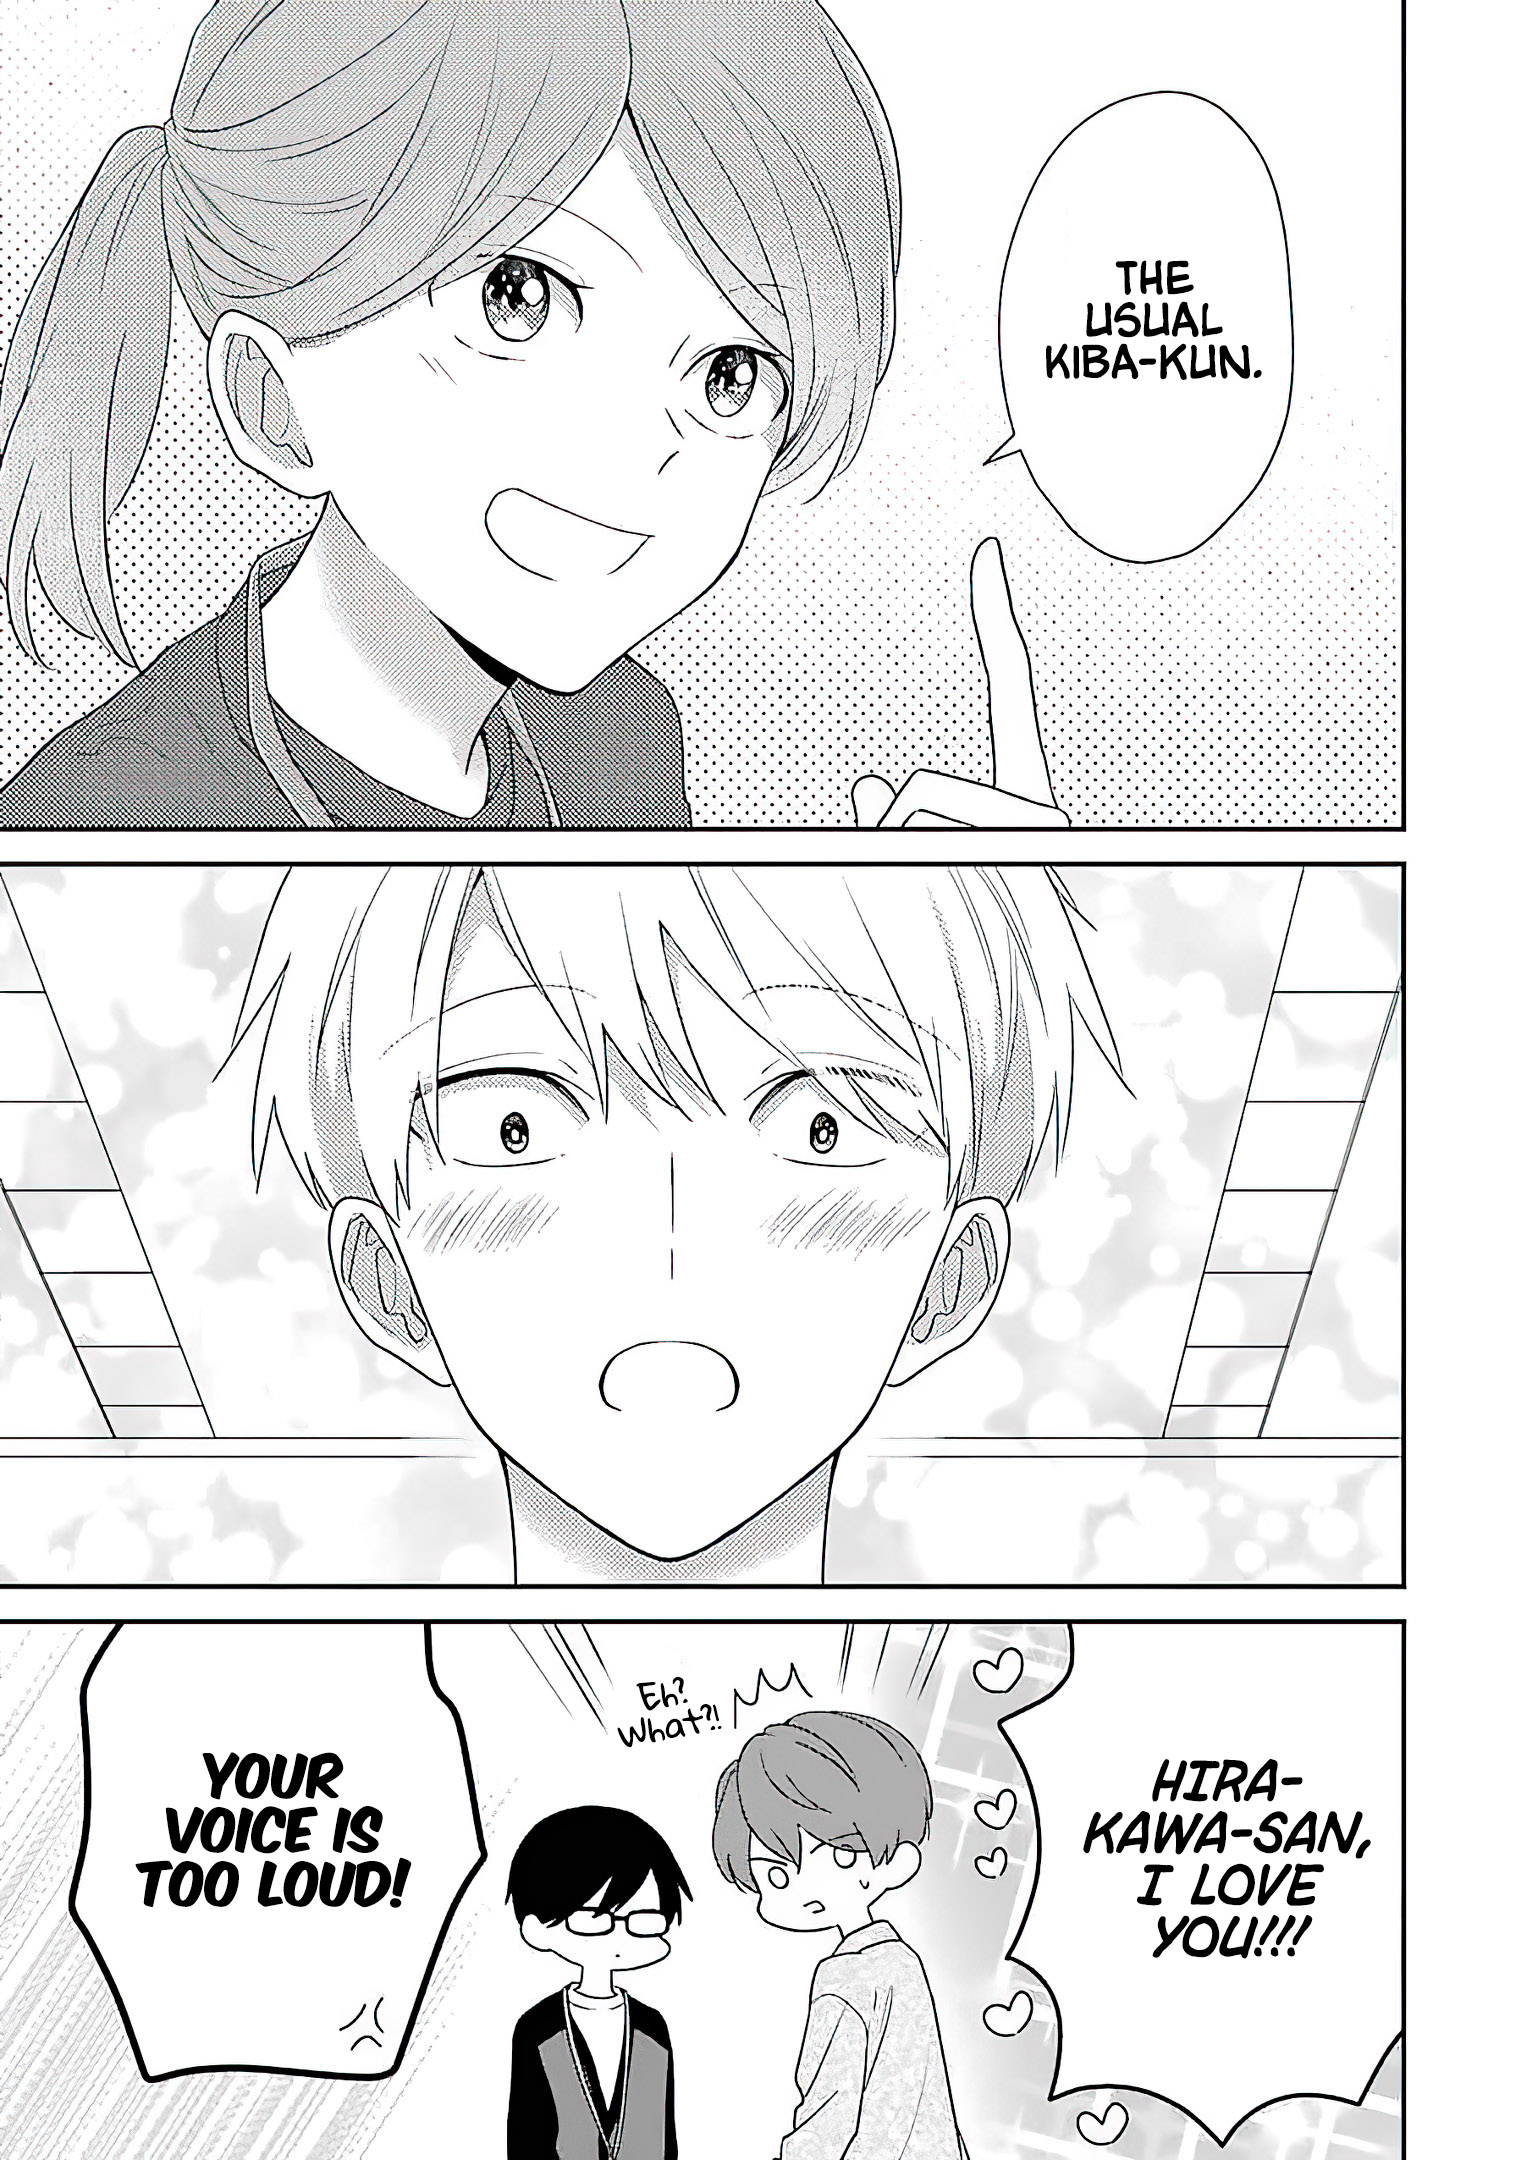 THE
USUAL
KIBA-KUN.
HIRA-
KAWA-SAN,
I LOVE
YOU!!!
Eh?
What?!
YOUR
VOICE IS
TOO LOUD!